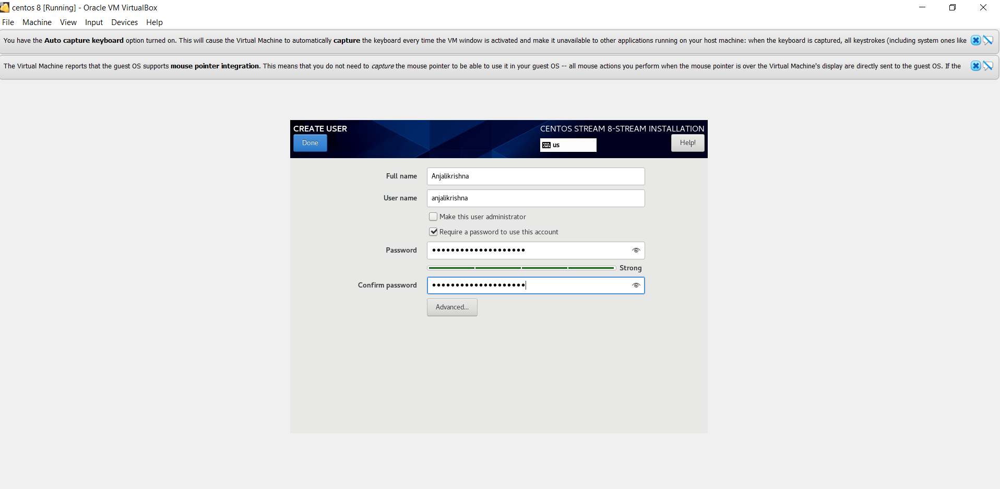 centos 8 [Running] - Oracle VM VirtualBox
File Machine View Input Devices Help
You have the Auto capture keyboard option turned on. This will cause the Virtual Machine to automatically capture the keyboard every time the VM window is activated and make it unavailable to other applications running on your host machine: when the keyboard is captured, all keystrokes (including system ones like
The Virtual Machine reports that the guest OS supports mouse pointer integration. This means that you do not need to capture the mouse pointer to be able to use it in your guest OS -- all mouse actions you perform when the mouse pointer is over the Virtual Machine's display are directly sent to the guest OS. If the
CREATE USER
CENTOS STREAM 8-STREAM INSTALLATION
Done
us
Help!
Full name Anjalikrishna
User name anjalikrishna
Make this user administrator
Require a password to use this account
Password ••••••••••••••••••••
Strong
Confirm password ••••••••••••••••••••
Advanced...